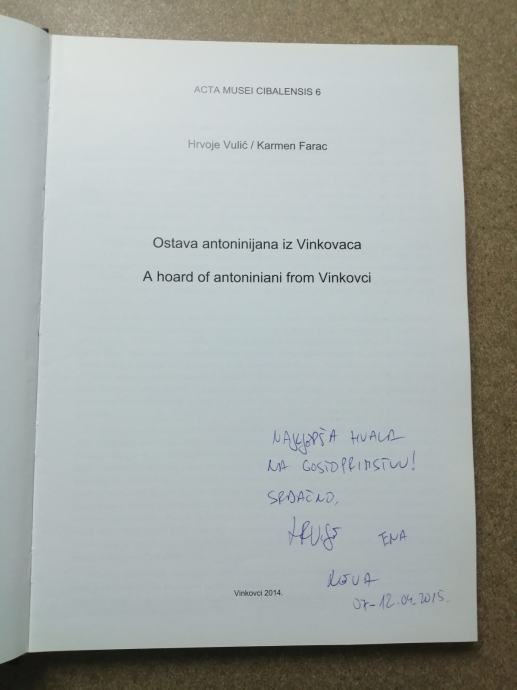 ACTA MUSEI CIBALENSIS 6
Hrvoje Vulić / Karmen Farac
Ostava antoninijana iz Vinkovaca
A hoard of antoniniani from Vinkovci
NAJLJEPŠA HVALA
NA GOSTOPRIMSTVU!
SRDAČNO,
ENA
Vinkovci 2014.
07-12.04.2015.